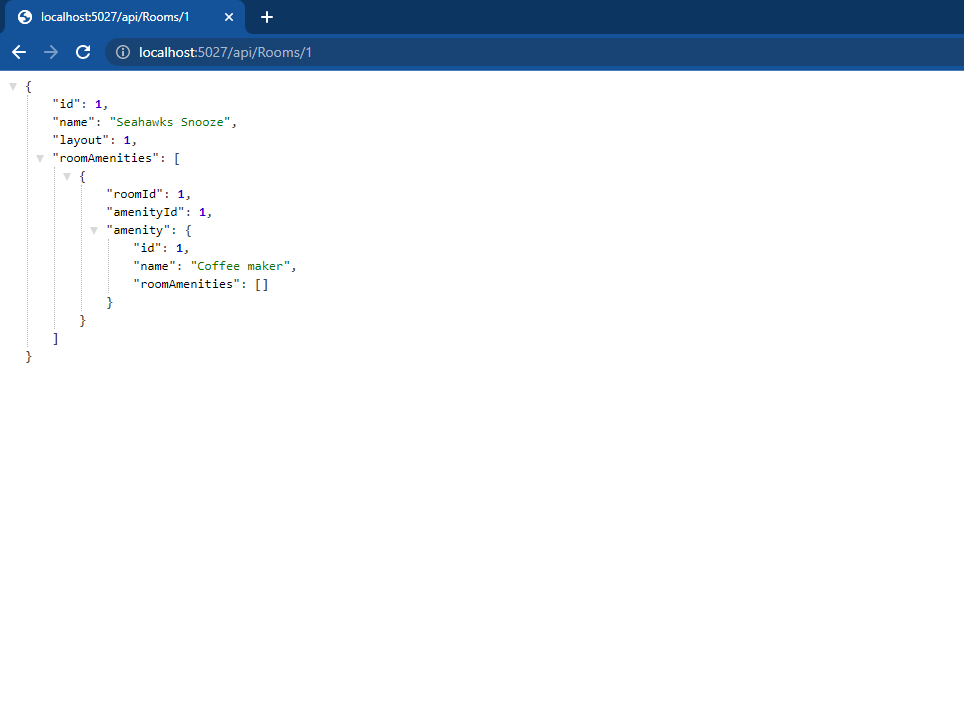 localhost:5027/api/Rooms/1
localhost:5027/api/Rooms/1
{
"id": 1,
"name": "Seahawks Snooze",
"layout": 1,
"roomAmenities": [
{
"roomId": 1,
"amenityId": 1,
"amenity": {
"id": 1,
"name": "Coffee maker",
"roomAmenities": []
}
}
]
}